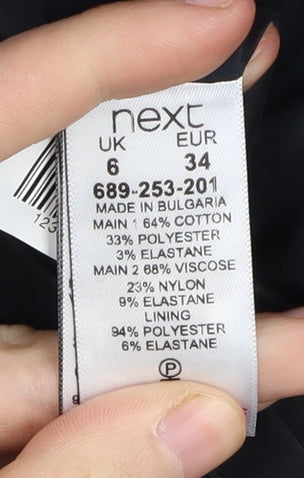 next
UK EUR
6 34
689-253-201
MADE IN BULGARIA
MAIN 1 64% COTTON
33% POLYESTER
3% ELASTANE
MAIN 2 68% VISCOSE
23% NYLON
9% ELASTANE
LINING
94% POLYESTER
6% ELASTANE
P
123